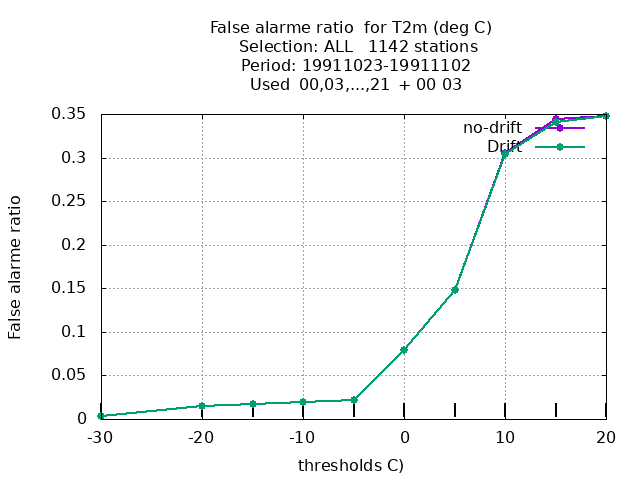 False alarme ratio  for T2m (deg C)
Selection: ALL   1142 stations
Period: 19911023-19911102
Used  00,03,...,21  + 00 03
0.35
0.3
0.25
0.2
0.15
0.1
0.05
0
False alarme ratio
no-drift
Drift
-30
-20
-10
0
10
20
thresholds C)